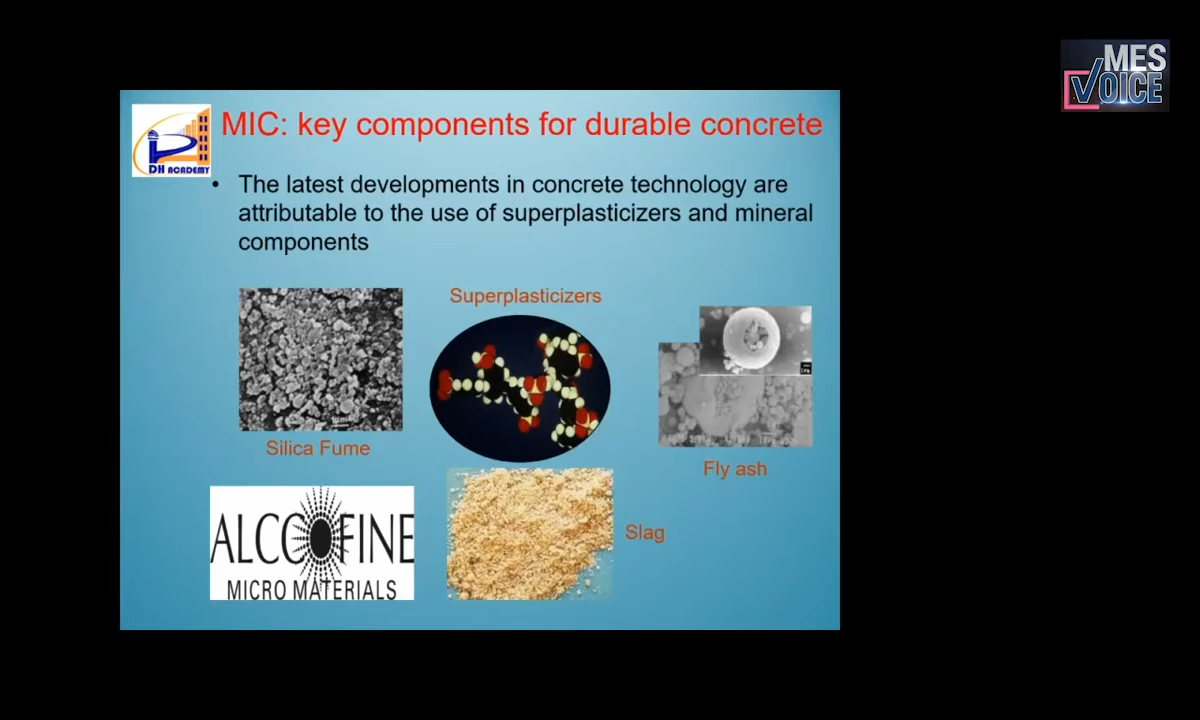 MES
VOICE
DH ACADEMY
MIC: key components for durable concrete
• The latest developments in concrete technology are
attributable to the use of superplasticizers and mineral
components
Superplasticizers
Silica Fume
Fly ash
ALCCOFINE
MICRO MATERIALS
Slag